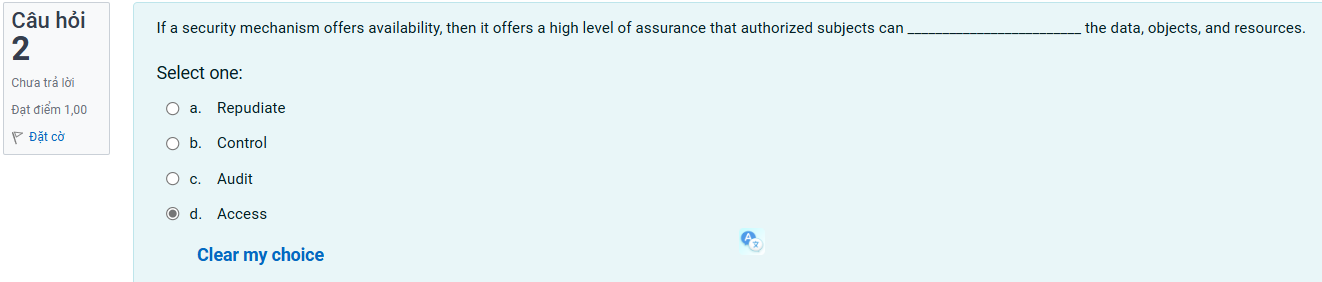 Câu hỏi
2
Chưa trả lời
Đạt điểm 1,00
Đặt cờ
If a security mechanism offers availability, then it offers a high level of assurance that authorized subjects can _________________________ the data, objects, and resources.
Select one:
a. Repudiate
b. Control
c. Audit
d. Access
Clear my choice